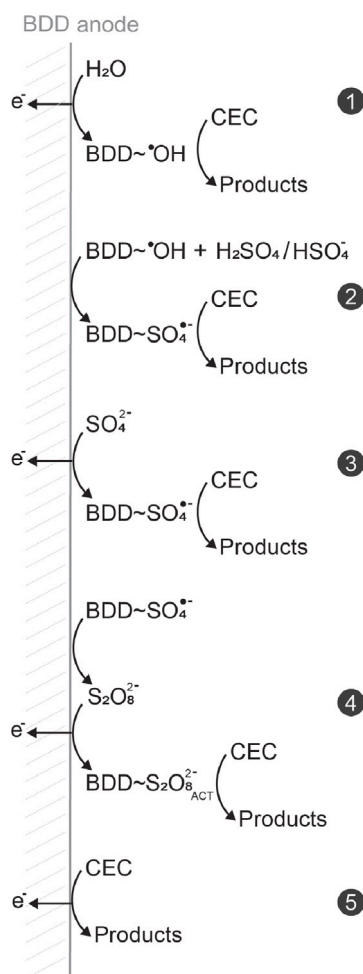 BDD anode
H₂O
e⁻
CEC
1
BDD~•OH
Products
BDD~•OH + H₂SO₄/HSO₄⁻
CEC
2
BDD~SO₄•⁻
Products
SO₄²⁻
e⁻
CEC
3
BDD~SO₄•⁻
Products
BDD~SO₄•⁻
S₂O₈²⁻
4
e⁻
CEC
BDD~S₂O₈²⁻ ACT
Products
CEC
e⁻
5
Products